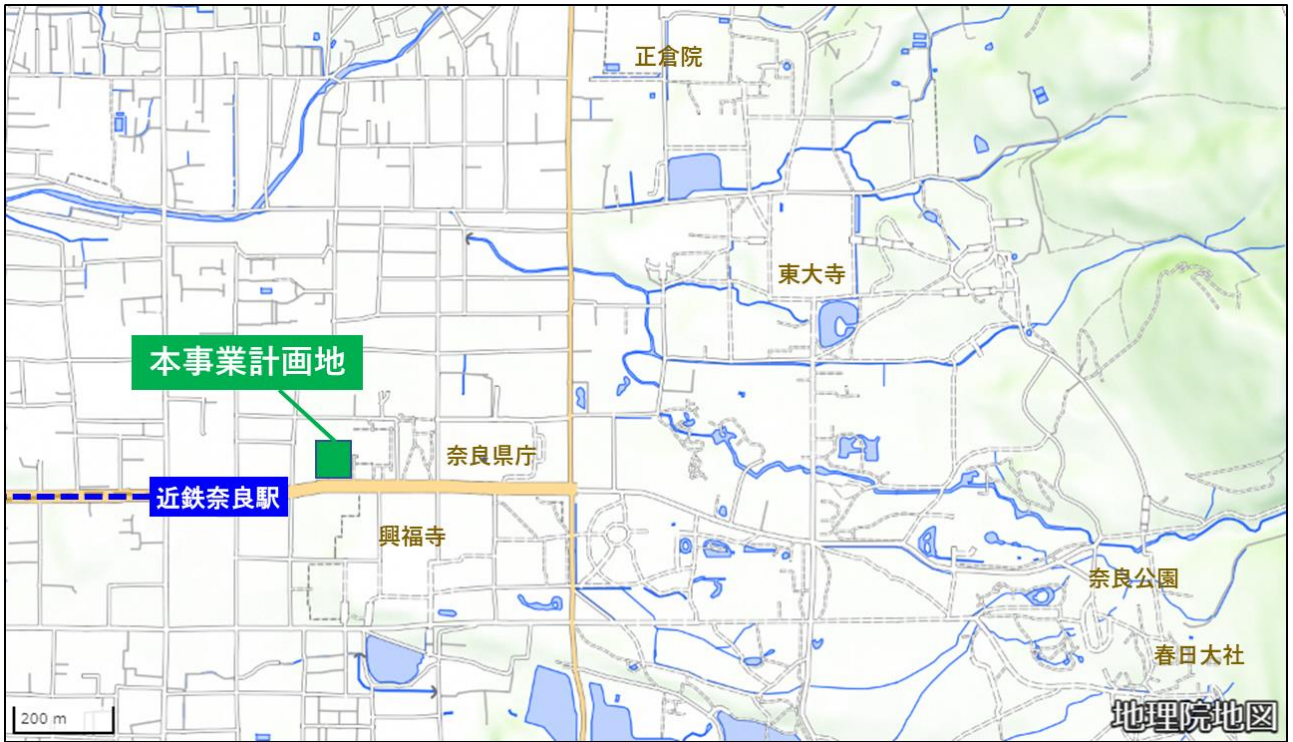 正倉院
東大寺
本事業計画地
奈良県庁
近鉄奈良駅
興福寺
奈良公園
春日大社
200 m
地理院地図